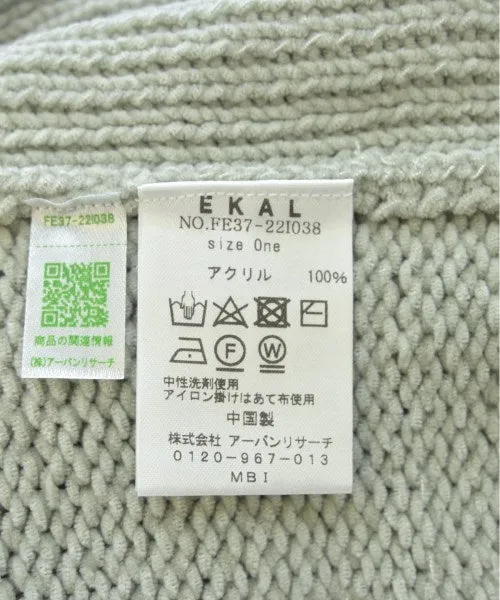 EKAL
NO.FE37-22I038
size One
アクリル 100%
F W
中性洗剤使用
アイロン掛けはあて布使用
中国製
株式会社 アーバンリサーチ
0120-967-013
MBI
FE37-22I038
商品の関連情報
(株)アーバンリサーチ